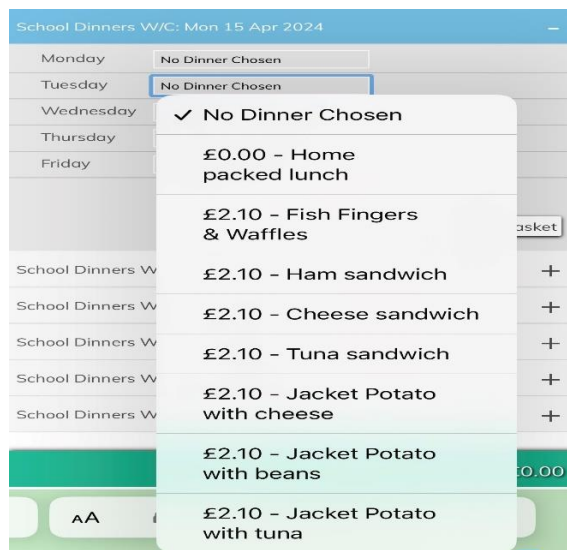 School Dinners W/C: Mon 15 Apr 2024
Monday No Dinner Chosen
Tuesday No Dinner Chosen
Wednesday
Thursday
Friday
✓ No Dinner Chosen
£0.00 - Home
packed lunch
£2.10 - Fish Fingers
& Waffles
£2.10 - Ham sandwich
£2.10 - Cheese sandwich
£2.10 - Tuna sandwich
£2.10 - Jacket Potato
with cheese
£2.10 - Jacket Potato
with beans
£2.10 - Jacket Potato
with tuna
School Dinners
School Dinners
School Dinners
School Dinners
School Dinners
£0.00
AA